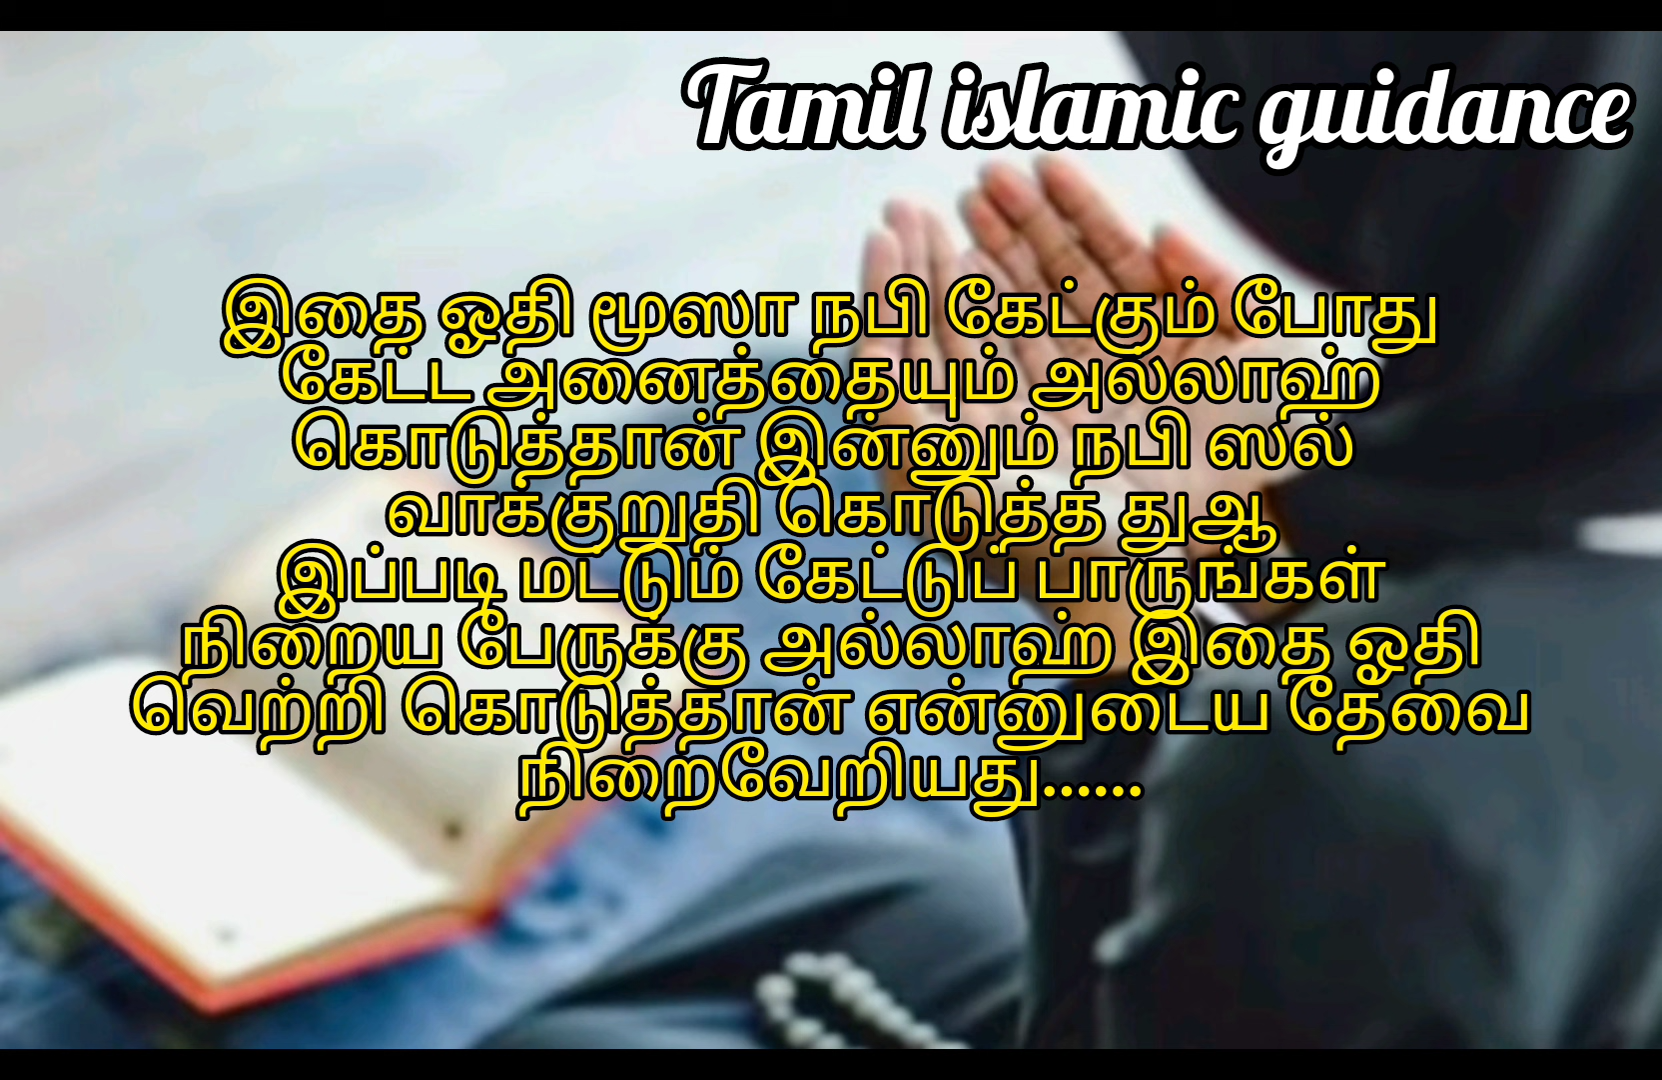 Tamil islamic guidance
இதை ஓதி மூஸா நபி கேட்கும் போது
கேட்ட அனைத்தையும் அல்லாஹ்
கொடுத்தான் இன்னும் நபி ஸல்
வாக்குறுதி கொடுத்த துஆ
இப்படி மட்டும் கேட்டுப் பாருங்கள்
நிறைய பேருக்கு அல்லாஹ் இதை ஓதி
வெற்றி கொடுத்தான் என்னுடைய தேவை
நிறைவேறியது......